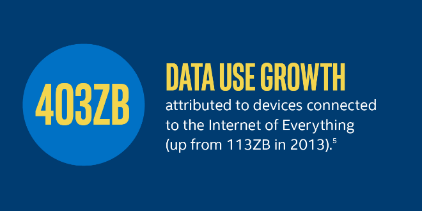 403ZB
DATA USE GROWTH
attributed to devices connected
to the Internet of Everything
(up from 113ZB in 2013).⁵